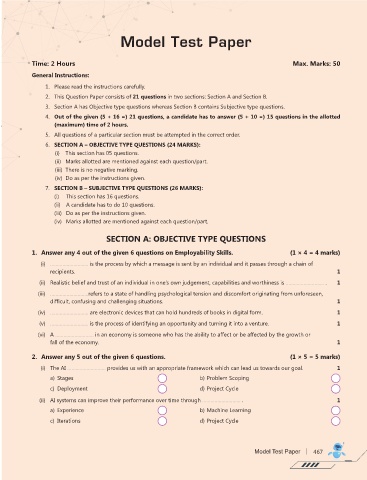 Model Test Paper
Time: 2 Hours Max. Marks: 50
General Instructions:
1. Please read the instructions carefully.
2. This Question Paper consists of 21 questions in two sections: Section A and Section B.
3. Section A has Objective type questions whereas Section B contains Subjective type questions.
4. Out of the given (5 + 16 =) 21 questions, a candidate has to answer (5 + 10 =) 15 questions in the allotted
(maximum) time of 2 hours.
5. All questions of a particular section must be attempted in the correct order.
6. SECTION A – OBJECTIVE TYPE QUESTIONS (24 MARKS):
(i) This section has 05 questions.
(ii) Marks allotted are mentioned against each question/part.
(iii) There is no negative marking.
(iv) Do as per the instructions given.
7. SECTION B – SUBJECTIVE TYPE QUESTIONS (26 MARKS):
(i) This section has 16 questions.
(ii) A candidate has to do 10 questions.
(iii) Do as per the instructions given.
(iv) Marks allotted are mentioned against each question/part.
SECTION A: OBJECTIVE TYPE QUESTIONS
1. Answer any 4 out of the given 6 questions on Employability Skills. (1 × 4 = 4 marks)
(i) .................... is the process by which a message is sent by an individual and it passes through a chain of
recipients. 1
(ii) Realistic belief and trust of an individual in one's own judgement, capabilities and worthiness is .................... 1
(iii) .................... refers to a state of handling psychological tension and discomfort originating from unforeseen,
difficult, confusing and challenging situations. 1
(iv) .................... are electronic devices that can hold hundreds of books in digital form. 1
(v) .................... is the process of identifying an opportunity and turning it into a venture. 1
(vi) A .................... in an economy is someone who has the ability to affect or be affected by the growth or
fall of the economy. 1
2. Answer any 5 out of the given 6 questions. (1 × 5 = 5 marks)
(i) The AI .................... provides us with an appropriate framework which can lead us towards our goal. 1
a) Stages b) Problem Scoping
c) Deployment d) Project Cycle
(ii) AI systems can improve their performance over time through .................... 1
a) Experience b) Machine Learning
c) Iterations d) Project Cycle
Model Test Paper | 467